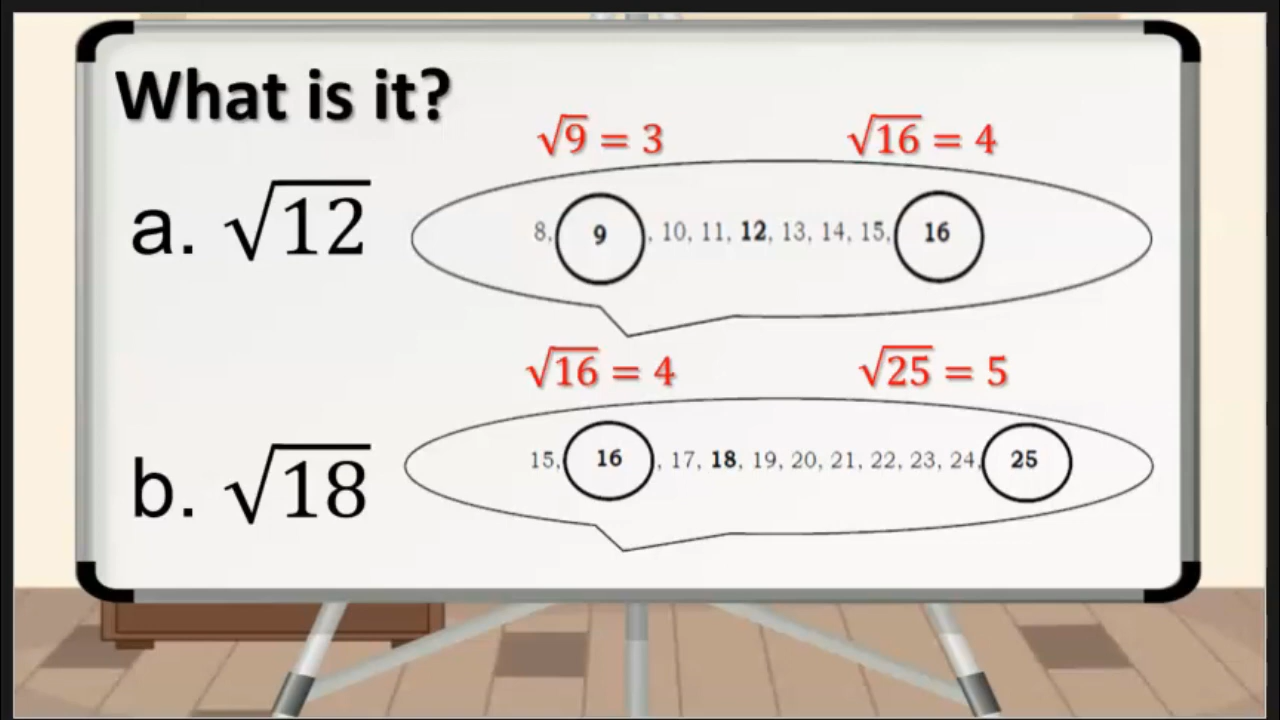 What is it?
√9 = 3 √16 = 4
a. √12
8, 9, 10, 11, 12, 13, 14, 15, 16
√16 = 4 √25 = 5
b. √18
15, 16, 17, 18, 19, 20, 21, 22, 23, 24, 25